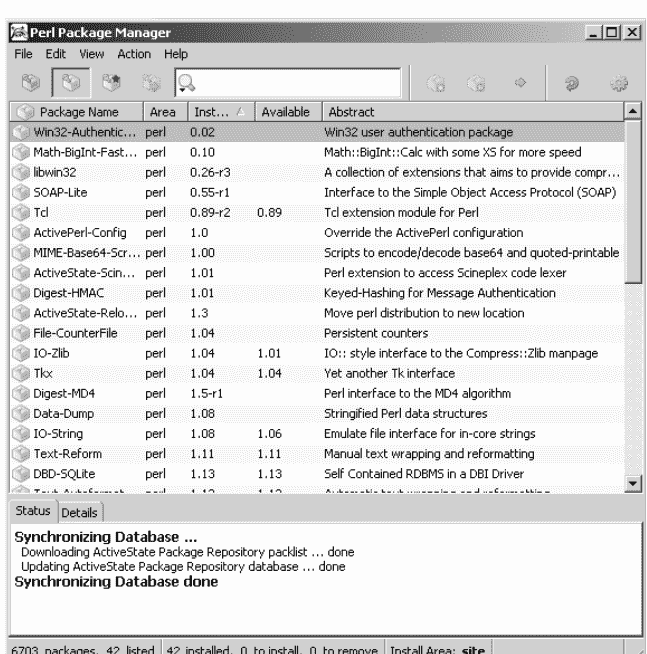 Perl Package Manager
File Edit View Action Help
Package Name Area Inst... Available Abstract
Win32-Authentic... perl 0.02 Win32 user authentication package
Math-BigInt-Fast... perl 0.10 Math::BigInt::Calc with some XS for more speed
libwin32 perl 0.26-r3 A collection of extensions that aims to provide compr...
SOAP-Lite perl 0.55-r1 Interface to the Simple Object Access Protocol (SOAP)
Tcl perl 0.89-r2 0.89 Tcl extension module for Perl
ActivePerl-Config perl 1.0 Override the ActivePerl configuration
MIME-Base64-Scr... perl 1.00 Scripts to encode/decode base64 and quoted-printable
ActiveState-Scin... perl 1.01 Perl extension to access Scineplex code lexer
Digest-HMAC perl 1.01 Keyed-Hashing for Message Authentication
ActiveState-Relo... perl 1.3 Move perl distribution to new location
File-CounterFile perl 1.04 Persistent counters
IO-Zlib perl 1.04 1.01 IO:: style interface to the Compress::Zlib manpage
Tkx perl 1.04 1.04 Yet another Tk interface
Digest-MD4 perl 1.5-r1 Perl interface to the MD4 algorithm
Data-Dump perl 1.08 Stringified Perl data structures
IO-String perl 1.08 1.06 Emulate file interface for in-core strings
Text-Reform perl 1.11 1.11 Manual text wrapping and reformatting
DBD-SQLite perl 1.13 1.13 Self Contained RDBMS in a DBI Driver
Text-Autoformat perl Automatic text wrapping and reformatting
Status Details
Synchronizing Database ...
Downloading ActiveState Package Repository packlist ... done
Updating ActiveState Package Repository database ... done
Synchronizing Database done
6703 packages, 42 listed 42 installed, 0 to install, 0 to remove Install Area: site